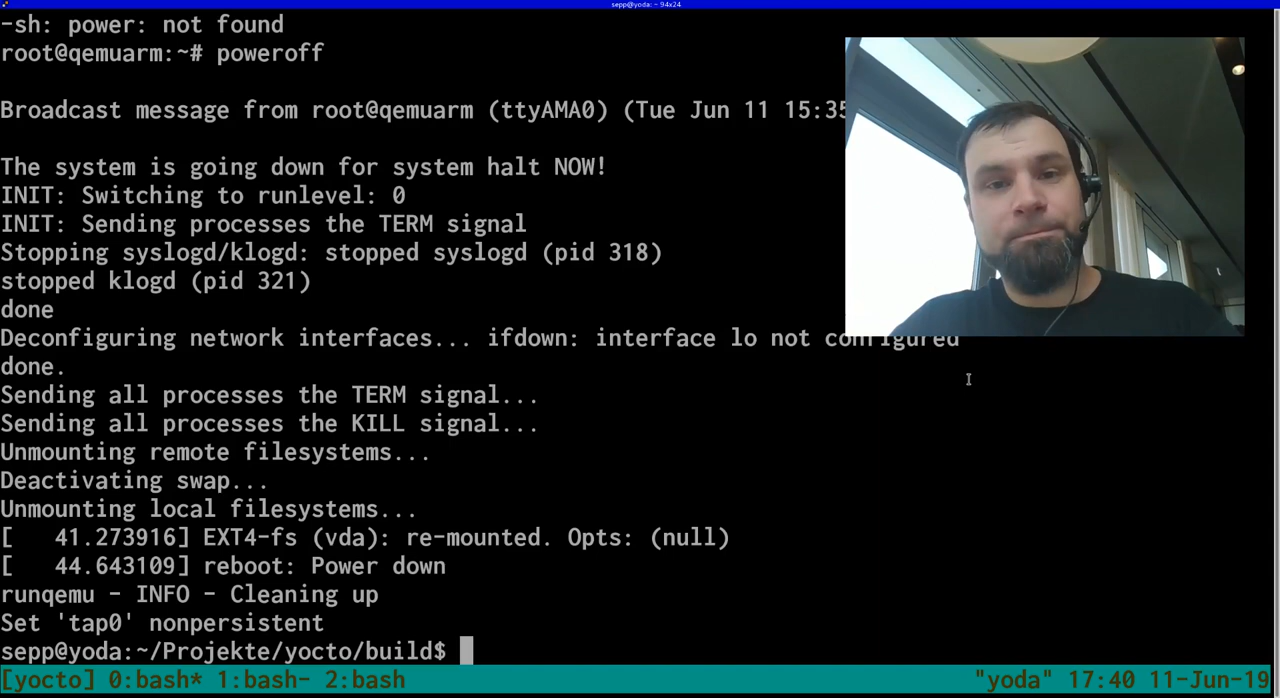 sepp@yoda: ~ 94x24
-sh: power: not found
root@qemuarm:~# poweroff
Broadcast message from root@qemuarm (ttyAMA0) (Tue Jun 11 15:35
The system is going down for system halt NOW!
INIT: Switching to runlevel: 0
INIT: Sending processes the TERM signal
Stopping syslogd/klogd: stopped syslogd (pid 318)
stopped klogd (pid 321)
done
Deconfiguring network interfaces... ifdown: interface lo not configured
done.
Sending all processes the TERM signal...
Sending all processes the KILL signal...
Unmounting remote filesystems...
Deactivating swap...
Unmounting local filesystems...
[   41.273916] EXT4-fs (vda): re-mounted. Opts: (null)
[   44.643109] reboot: Power down
runqemu - INFO - Cleaning up
Set 'tap0' nonpersistent
sepp@yoda:~/Projekte/yocto/build$
[yocto] 0:bash* 1:bash- 2:bash "yoda" 17:40 11-Jun-19